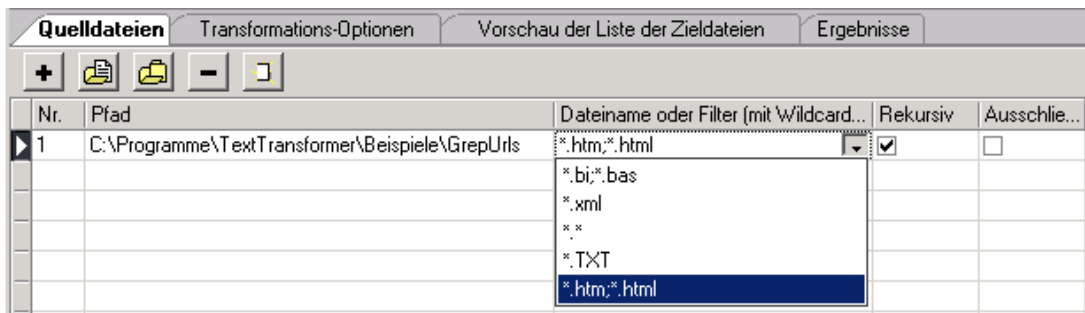 Quelldateien Transformations-Optionen Vorschau der Liste der Zieldateien Ergebnisse
Nr. Pfad Dateiname oder Filter (mit Wildcard... Rekursiv Ausschlie...
1 C:\Programme\TextTransformer\Beispiele\GrepUrls *.htm;*.html
*.bi;*.bas
*.xml
*.*
*.TXT
*.htm;*.html